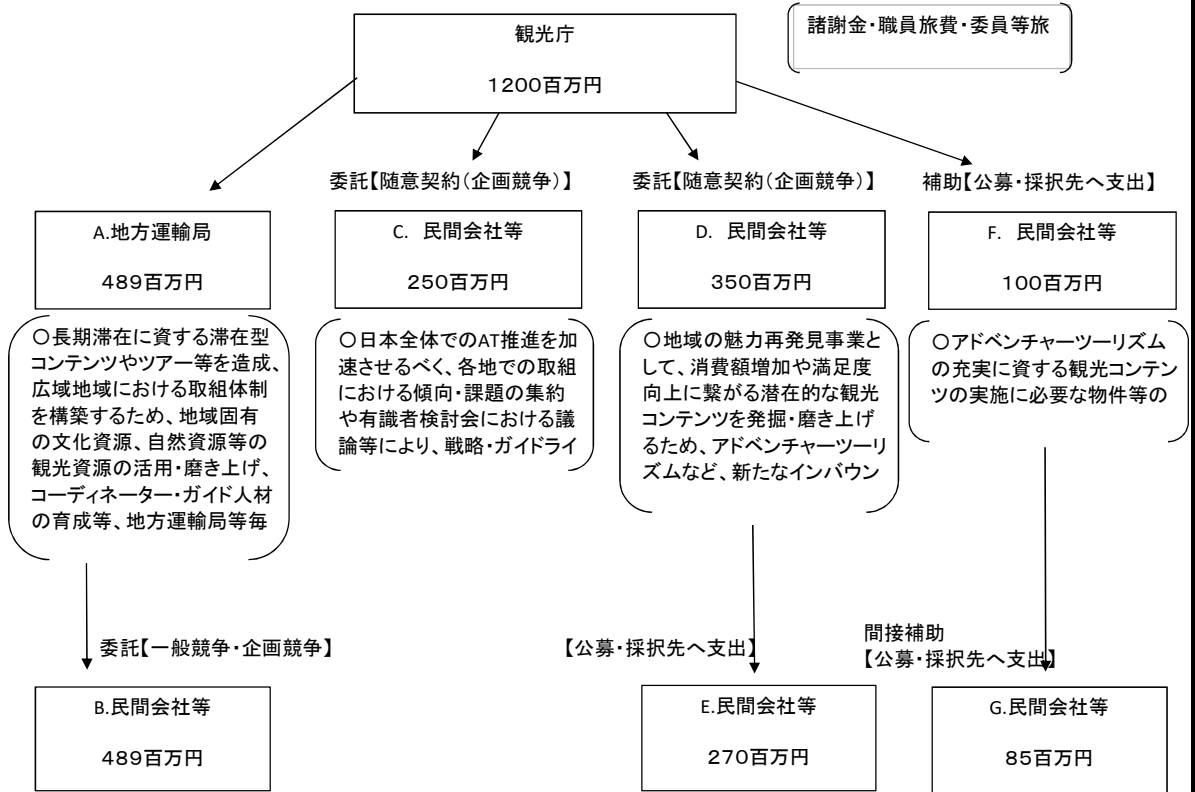 観光庁
1200百万円
諸謝金・職員旅費・委員等旅
委託【随意契約(企画競争)】
委託【随意契約(企画競争)】
補助【公募・採択先へ支出】
A.地方運輸局
489百万円
C. 民間会社等
250百万円
D. 民間会社等
350百万円
F. 民間会社等
100百万円
○長期滞在に資する滞在型
コンテンツやツアー等を造成、
広域地域における取組体制
を構築するため、地域固有
の文化資源、自然資源等の
観光資源の活用・磨き上げ、
コーディネーター・ガイド人材
の育成等、地方運輸局等毎
○日本全体でのAT推進を加
速させるべく、各地での取組
における傾向・課題の集約
や有識者検討会における議
論等により、戦略・ガイドライ
○地域の魅力再発見事業と
して、消費額増加や満足度
向上に繋がる潜在的な観光
コンテンツを発掘・磨き上げ
るため、アドベンチャーツーリ
ズムなど、新たなインバウン
○アドベンチャーツーリズム
の充実に資する観光コンテン
ツの実施に必要な物件等の
委託【一般競争・企画競争】
【公募・採択先へ支出】
間接補助
【公募・採択先へ支出】
B.民間会社等
489百万円
E.民間会社等
270百万円
G.民間会社等
85百万円